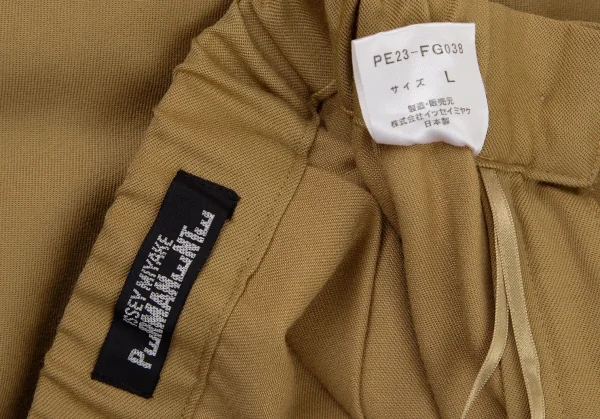 PE23-FG038
サイズ L
製造・販売元
株式会社イッセイミヤケ
日本製
ISSEY MIYAKE
PERMANENTE